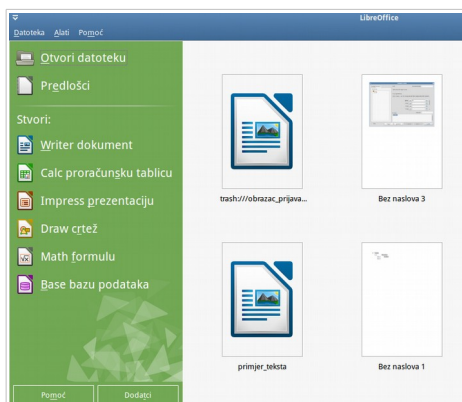 LibreOffice
Datoteka Alati Pomoć
Otvori datoteku
Predlošci
Stvori:
Writer dokument
Calc proračunsku tablicu
Impress prezentaciju
Draw crtež
Math formulu
Base bazu podataka
Pomoć Dodatci
trash:///obrazac_prijava... Bez naslova 3
primjer_teksta Bez naslova 1